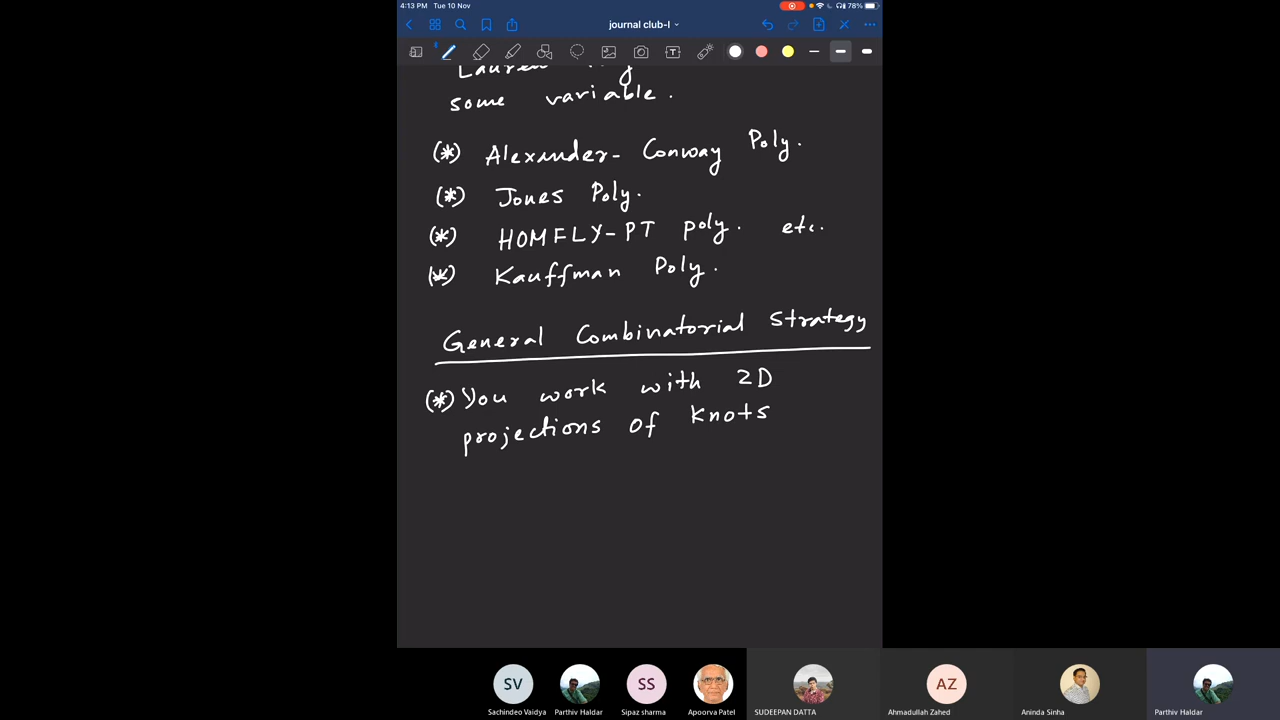 4:13 PM Tue 10 Nov
78%
journal club-I
some variable.
(*) Alexander-Conway Poly.
(*) Jones Poly.
(*) HOMFLY-PT poly. etc.
(*) Kauffman Poly.
General Combinatorial Strategy
(*) You work with 2D
projections of knots
SV
SS
AZ
Sachindeo Vaidya
Parthiv Haldar
Sipaz sharma
Apoorva Patel
SUDEEPAN DATTA
Ahmadullah Zahed
Aninda Sinha
Parthiv Haldar